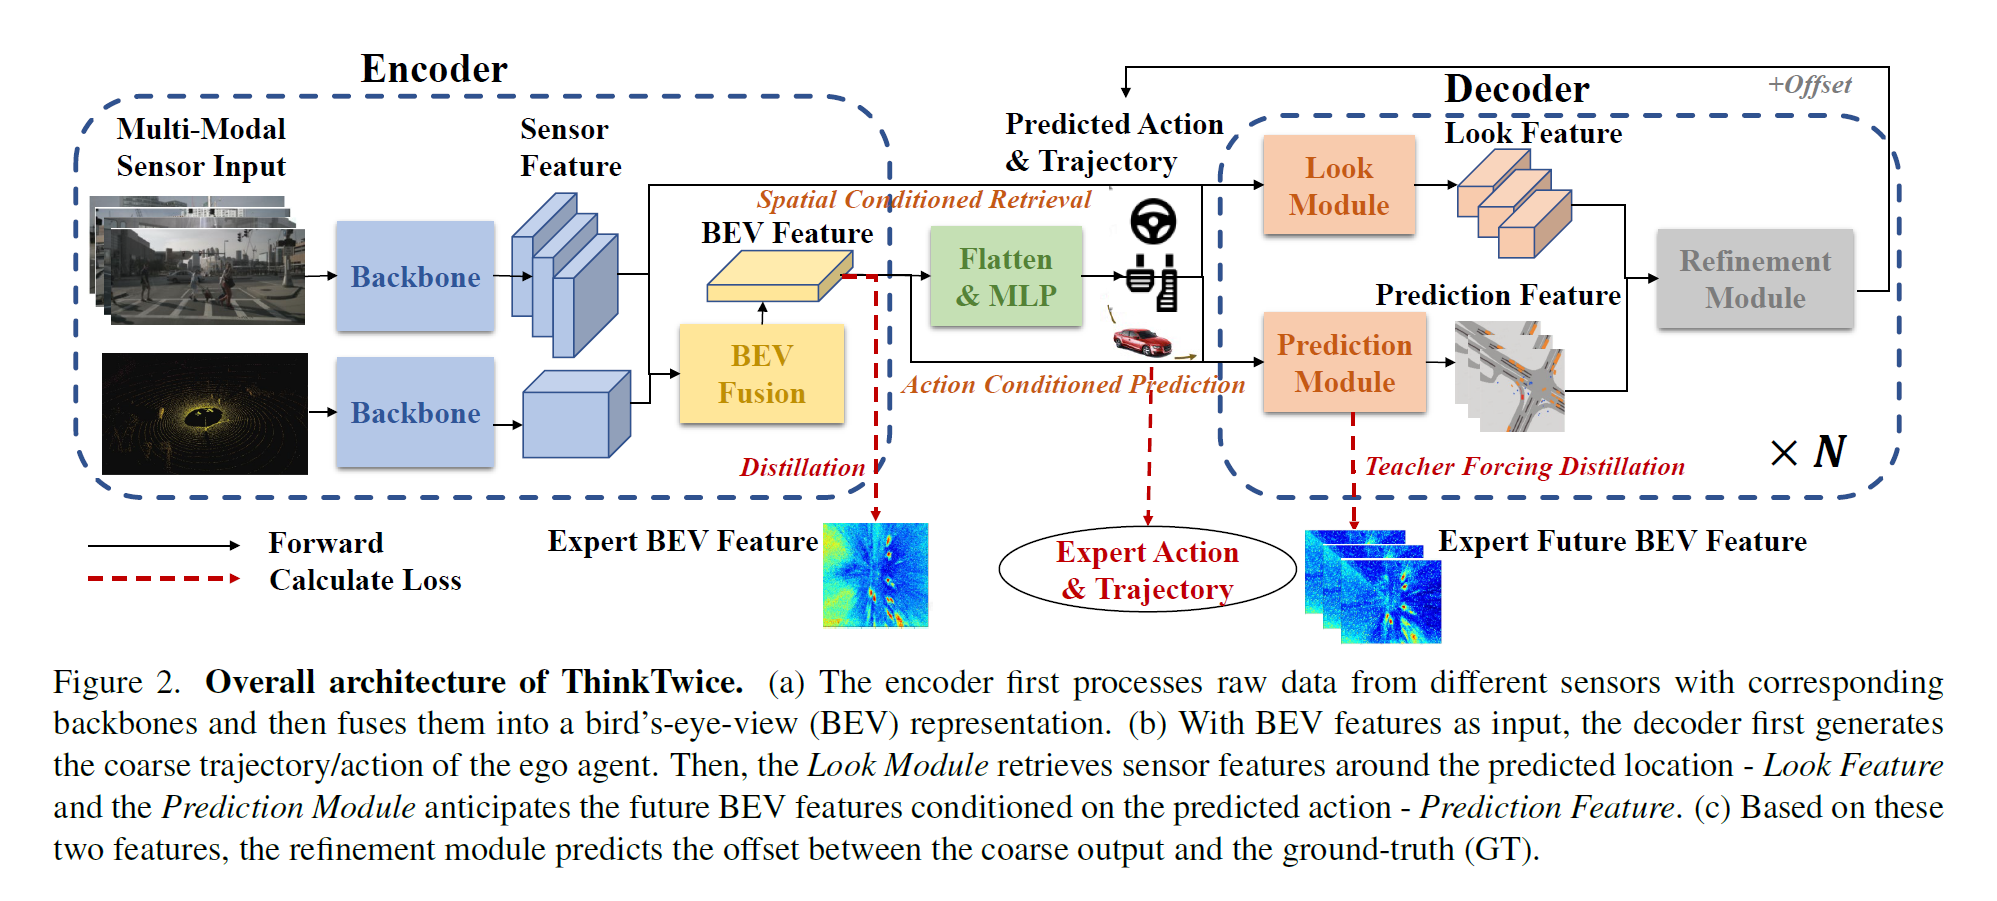 Encoder
Multi-Modal
Sensor Input
Sensor
Feature
Backbone
Backbone
BEV Feature
BEV
Fusion
Distillation
Spatial Conditioned Retrieval
Flatten
& MLP
Predicted Action
& Trajectory
Action Conditioned Prediction
Decoder
+Offset
Look
Module
Look Feature
Prediction
Module
Prediction Feature
Refinement
Module
Teacher Forcing Distillation
× N
Forward
Calculate Loss
Expert BEV Feature
Expert Action
& Trajectory
Expert Future BEV Feature
Figure 2. Overall architecture of ThinkTwice. (a) The encoder first processes raw data from different sensors with corresponding
backbones and then fuses them into a bird's-eye-view (BEV) representation. (b) With BEV features as input, the decoder first generates
the coarse trajectory/action of the ego agent. Then, the Look Module retrieves sensor features around the predicted location - Look Feature
and the Prediction Module anticipates the future BEV features conditioned on the predicted action - Prediction Feature. (c) Based on these
two features, the refinement module predicts the offset between the coarse output and the ground-truth (GT).